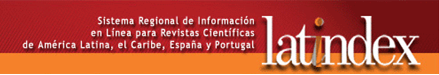 Sistema Regional de Información
en Línea para Revistas Científicas
de América Latina, el Caribe, España y Portugal
latindex